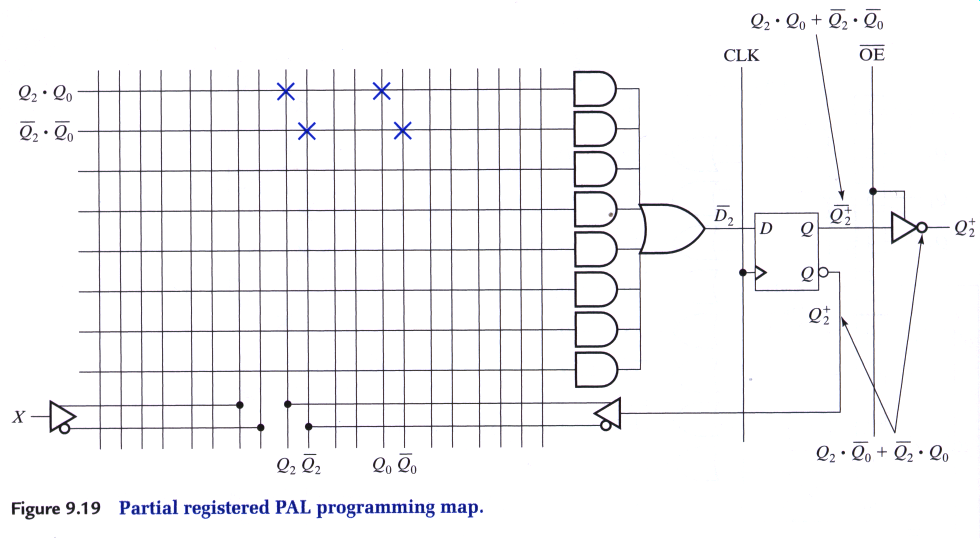 Q₂ • Q₀ + Q̅₂ • Q̅₀
CLK
O̅E̅
Q₂ • Q₀
Q̅₂ • Q̅₀
D̅₂
Q̅₂⁺
D
Q
Q₂⁺
Q
Q₂⁺
X
Q₂ Q̅₂
Q₀ Q̅₀
Q₂ • Q̅₀ + Q̅₂ • Q₀
Figure 9.19 Partial registered PAL programming map.